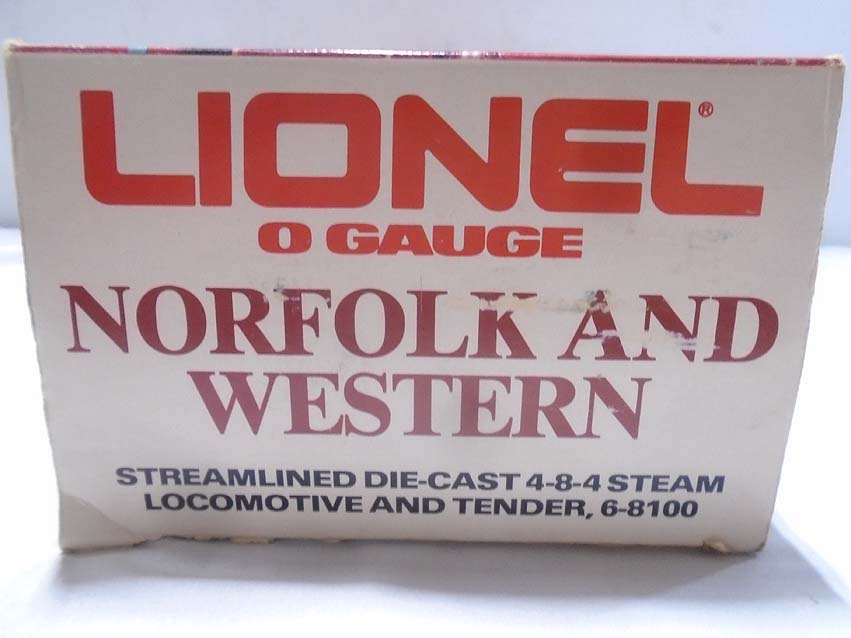 LIONEL®
O GAUGE
NORFOLK AND
WESTERN
STREAMLINED DIE-CAST 4-8-4 STEAM
LOCOMOTIVE AND TENDER, 6-8100